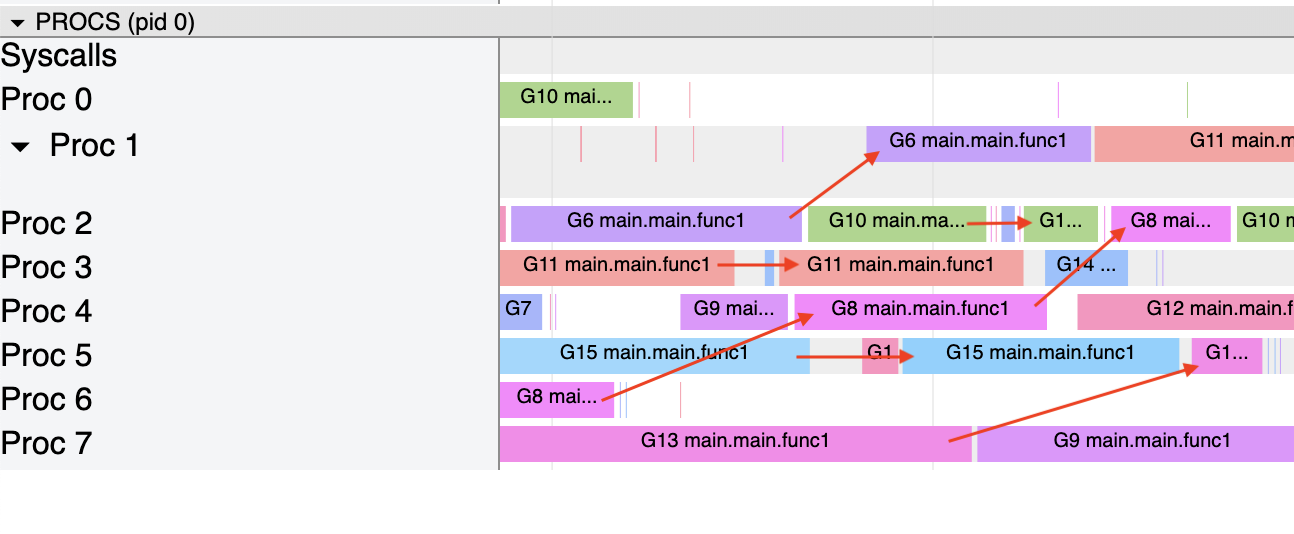 PROCS (pid 0)
Syscalls
Proc 0 G10 mai...
Proc 1 G6 main.main.func1 G11 main.m
Proc 2 G6 main.main.func1 G10 main.ma... G1... G8 mai... G10 m
Proc 3 G11 main.main.func1 G11 main.main.func1 G14 ...
Proc 4 G7 G9 mai... G8 main.main.func1 G12 main.main.f
Proc 5 G15 main.main.func1 G1 G15 main.main.func1 G1...
Proc 6 G8 mai...
Proc 7 G13 main.main.func1 G9 main.main.func1